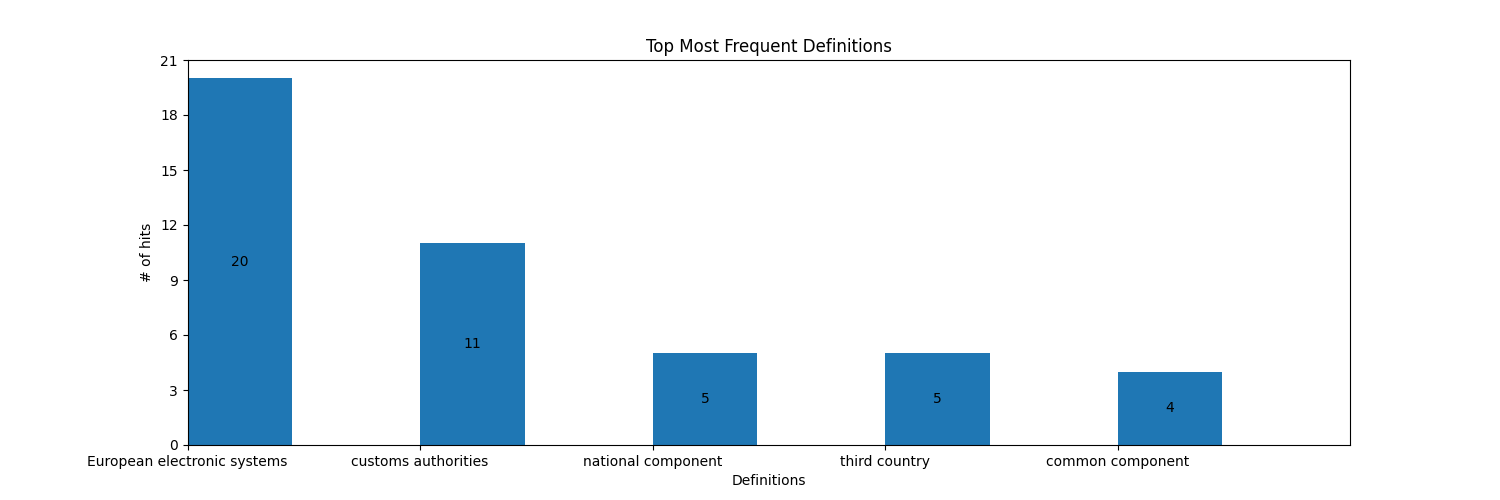 Top Most Frequent Definitions
21
18
15
12
9
6
3
0
# of hits
20
11
5
5
4
European electronic systems
customs authorities
national component
third country
common component
Definitions